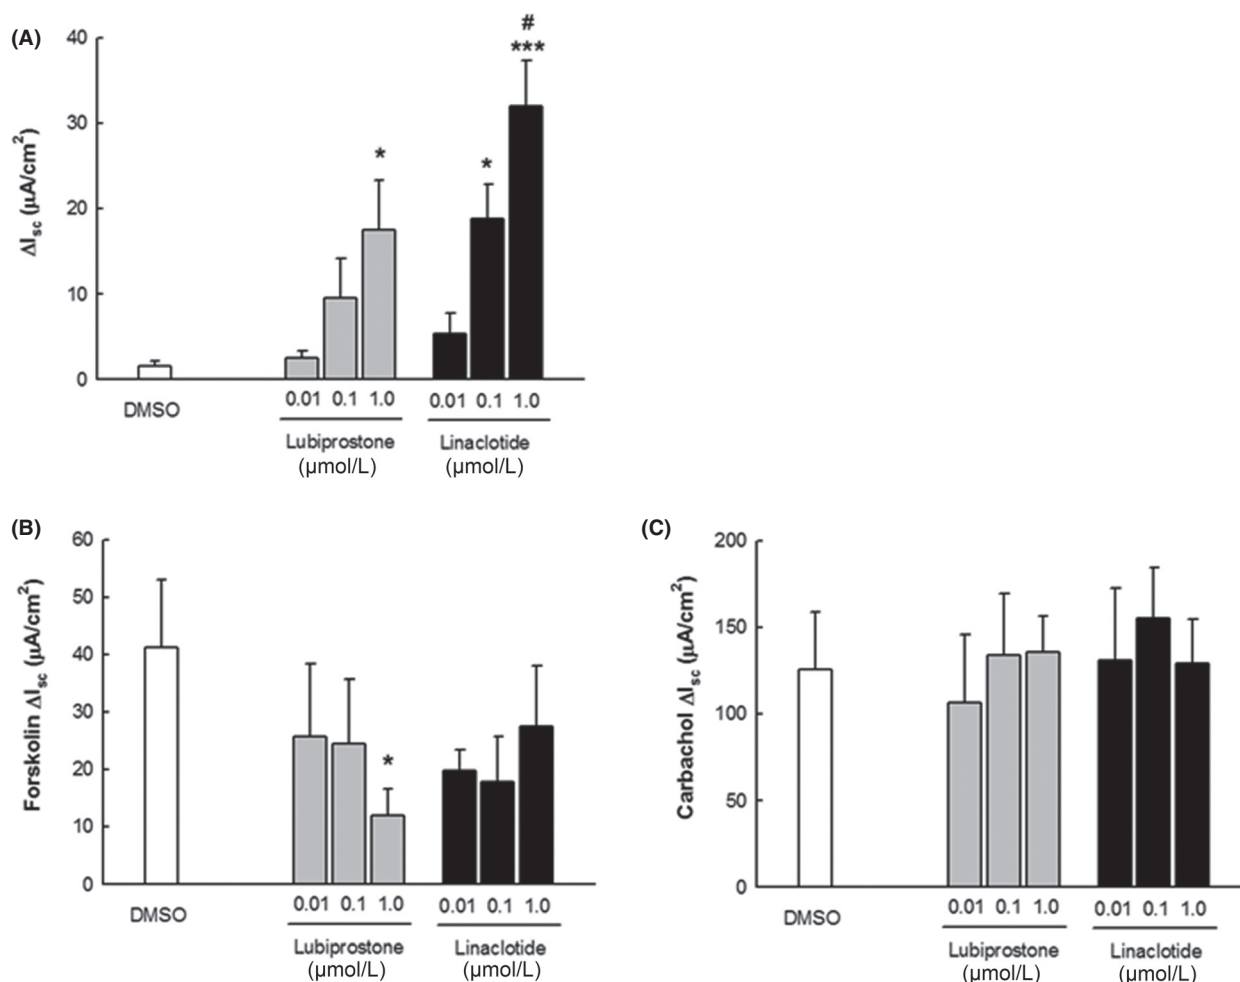 (A)
ΔIsc (µA/cm²)
40
30
20
10
0
*
*
#
***
0.01 0.1 1.0 0.01 0.1 1.0
DMSO
Lubiprostone Linaclotide
(µmol/L) (µmol/L)
(B)
Forskolin ΔIsc (µA/cm²)
60
50
40
30
20
10
0
*
0.01 0.1 1.0 0.01 0.1 1.0
DMSO
Lubiprostone Linaclotide
(µmol/L) (µmol/L)
(C)
Carbachol ΔIsc (µA/cm²)
200
150
100
50
0
0.01 0.1 1.0 0.01 0.1 1.0
DMSO
Lubiprostone Linaclotide
(µmol/L) (µmol/L)